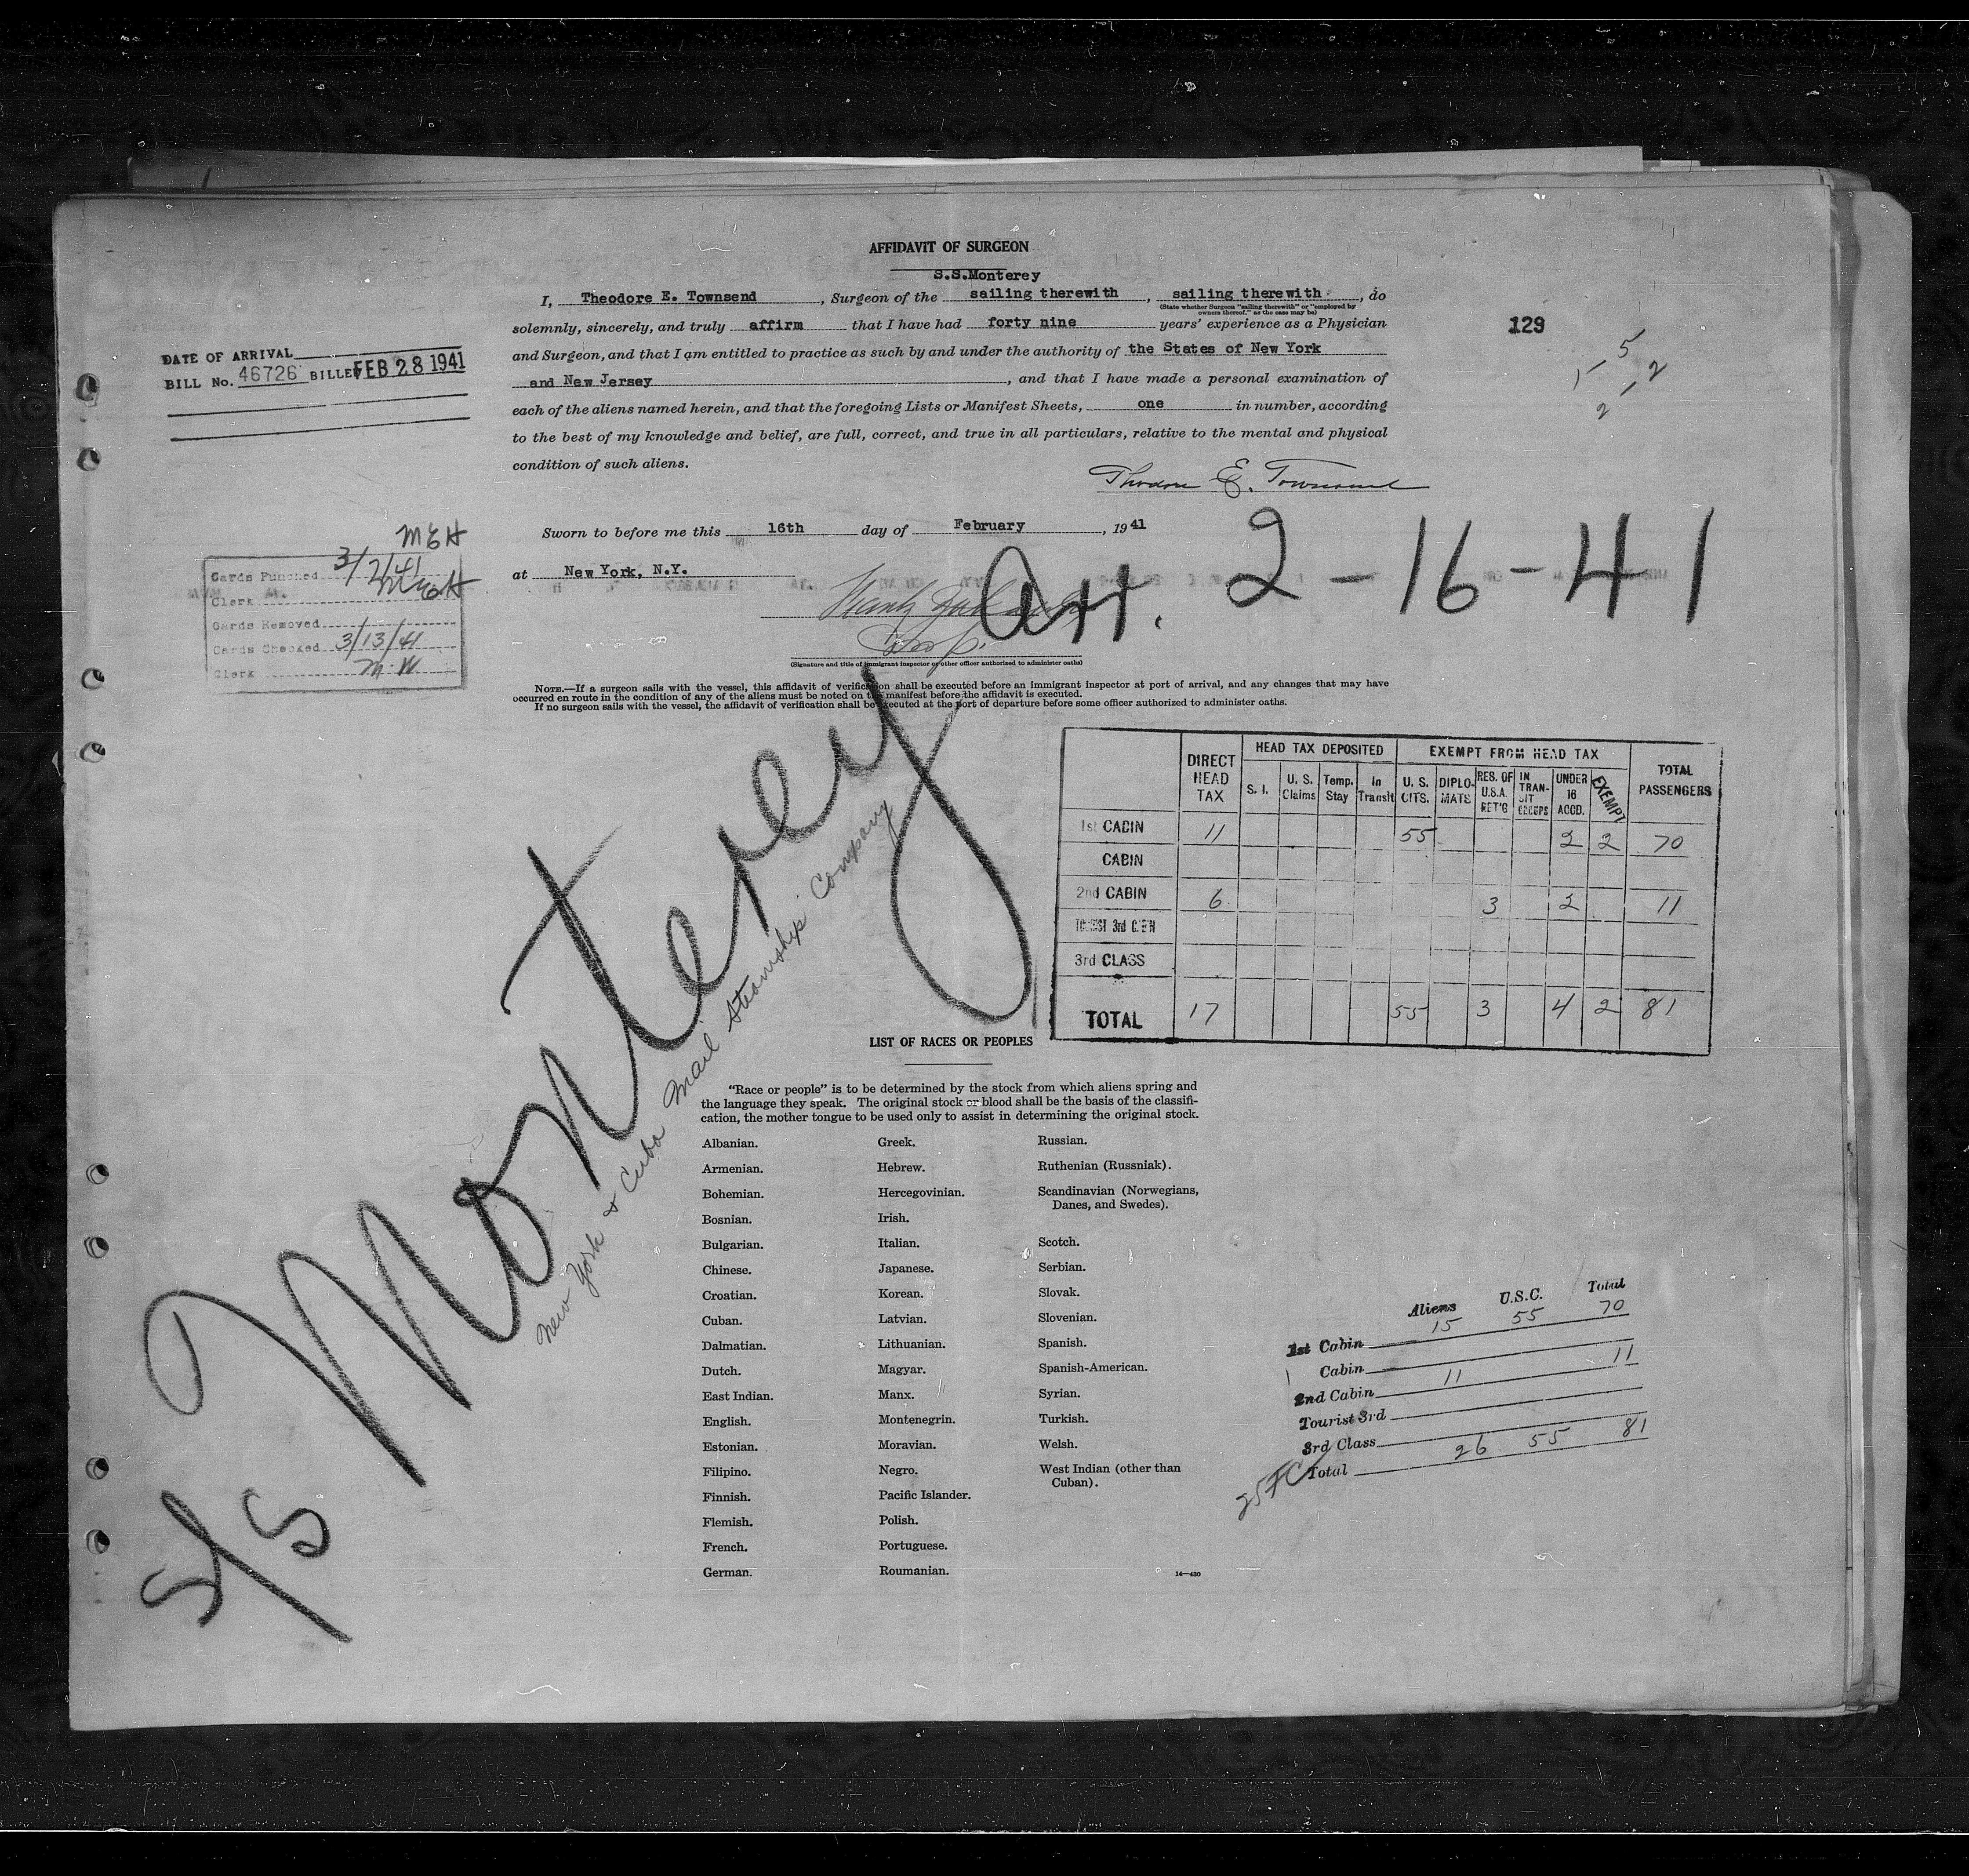 AFFIDAVIT OF SURGEON
S.S.Monterey
I, Theodore E. Townsend, Surgeon of the sailing therewith, sailing therewith, do
(State whether Surgeon "sailing therewith" or "employed by
owners thereof," as the case may be)
solemnly, sincerely, and truly affirm that I have had forty nine years' experience as a Physician
and Surgeon, and that I am entitled to practice as such by and under the authority of the States of New York
and New Jersey, and that I have made a personal examination of
each of the aliens named herein, and that the foregoing Lists or Manifest Sheets, one in number, according
to the best of my knowledge and belief, are full, correct, and true in all particulars, relative to the mental and physical
condition of such aliens.
Theodore E. Townsend
129
5
2
2
DATE OF ARRIVAL
BILL No. 46726 BILLED FEB 28 1941
Sworn to before me this 16th day of February, 1941
at New York, N.Y.
Arr. 2-16-41
MEH
Cards Punched 3/7/41
Clerk MEH
Cards Removed
Cards Checked 3/13/41
Clerk M.W
(Signature and title of immigrant inspector or other officer authorized to administer oaths)
NOTE.—If a surgeon sails with the vessel, this affidavit of verification shall be executed before an immigrant inspector at port of arrival, and any changes that may have
occurred en route in the condition of any of the aliens must be noted on the manifest before the affidavit is executed.
If no surgeon sails with the vessel, the affidavit of verification shall be executed at the port of departure before some officer authorized to administer oaths.
S/S Monterey
New York & Cuba Mail Steamship Company
DIRECT HEAD TAX
HEAD TAX DEPOSITED
EXEMPT FROM HEAD TAX
TOTAL PASSENGERS
S. I. U. S. Claims Temp. Stay In Transit U. S. CITS. DIPLO-MATS RES. OF U.S.A. RET'G IN TRAN-SIT GROUPS UNDER 16 ACCD. EXEMPT
1st CABIN 11 55 2 2 70
CABIN
2nd CABIN 6 3 2 11
TOURIST 3rd CABIN
3rd CLASS
TOTAL 17 55 3 4 2 81
LIST OF RACES OR PEOPLES
"Race or people" is to be determined by the stock from which aliens spring and
the language they speak. The original stock or blood shall be the basis of the classifi-
cation, the mother tongue to be used only to assist in determining the original stock.
Albanian.
Armenian.
Bohemian.
Bosnian.
Bulgarian.
Chinese.
Croatian.
Cuban.
Dalmatian.
Dutch.
East Indian.
English.
Estonian.
Filipino.
Finnish.
Flemish.
French.
German.
Greek.
Hebrew.
Hercegovinian.
Irish.
Italian.
Japanese.
Korean.
Latvian.
Lithuanian.
Magyar.
Manx.
Montenegrin.
Moravian.
Negro.
Pacific Islander.
Polish.
Portuguese.
Roumanian.
Russian.
Ruthenian (Russniak).
Scandinavian (Norwegians,
Danes, and Swedes).
Scotch.
Serbian.
Slovak.
Slovenian.
Spanish.
Spanish-American.
Syrian.
Turkish.
Welsh.
West Indian (other than
Cuban).
14—430
Aliens U.S.C. Total
1st Cabin 15 55 70
Cabin
2nd Cabin 11 11
Tourist 3rd
3rd Class
Total 26 55 81